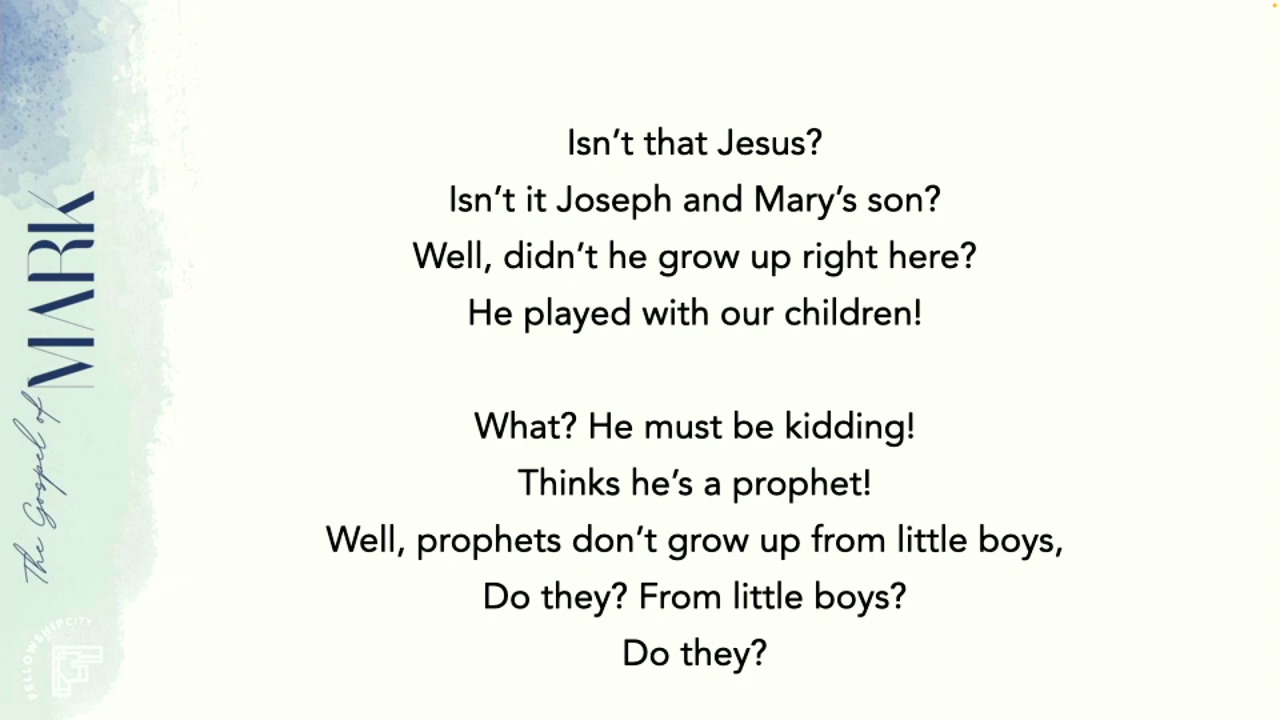 Isn't that Jesus?
Isn't it Joseph and Mary's son?
Well, didn't he grow up right here?
He played with our children!
What? He must be kidding!
Thinks he's a prophet!
Well, prophets don't grow up from little boys,
Do they? From little boys?
Do they?
The Gospel of
MARK
FELLOWSHIPCITY